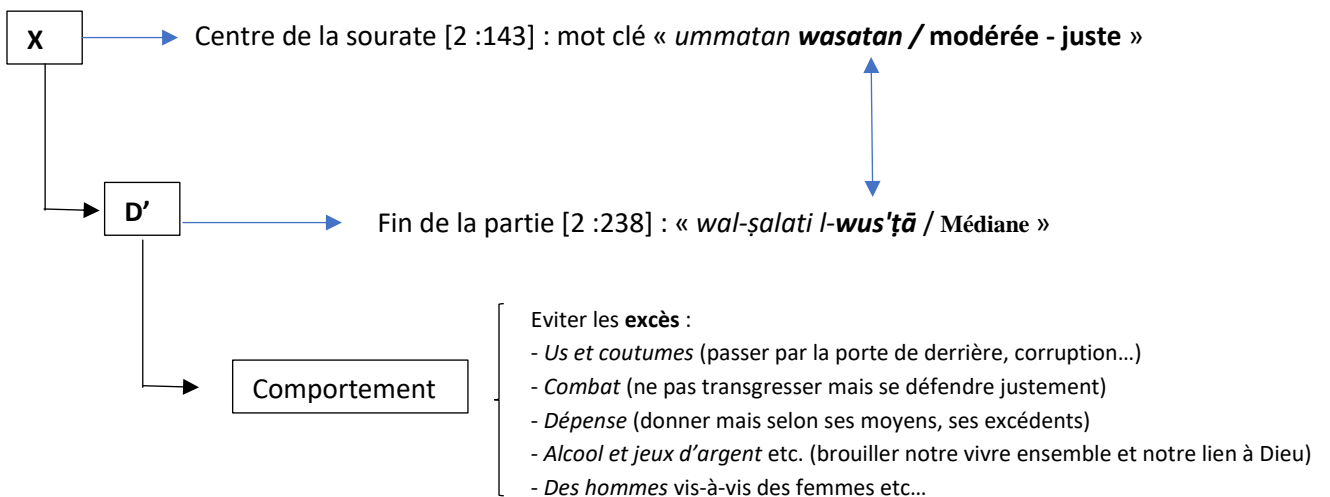 X
Centre de la sourate [2 :143] : mot clé « ummatan wasatan / modérée - juste »
D’
Fin de la partie [2 :238] : « wal-ṣalati l-wus'ṭā / Médiane »
Comportement
Eviter les excès :
- Us et coutumes (passer par la porte de derrière, corruption…)
- Combat (ne pas transgresser mais se défendre justement)
- Dépense (donner mais selon ses moyens, ses excédents)
- Alcool et jeux d’argent etc. (brouiller notre vivre ensemble et notre lien à Dieu)
- Des hommes vis-à-vis des femmes etc…